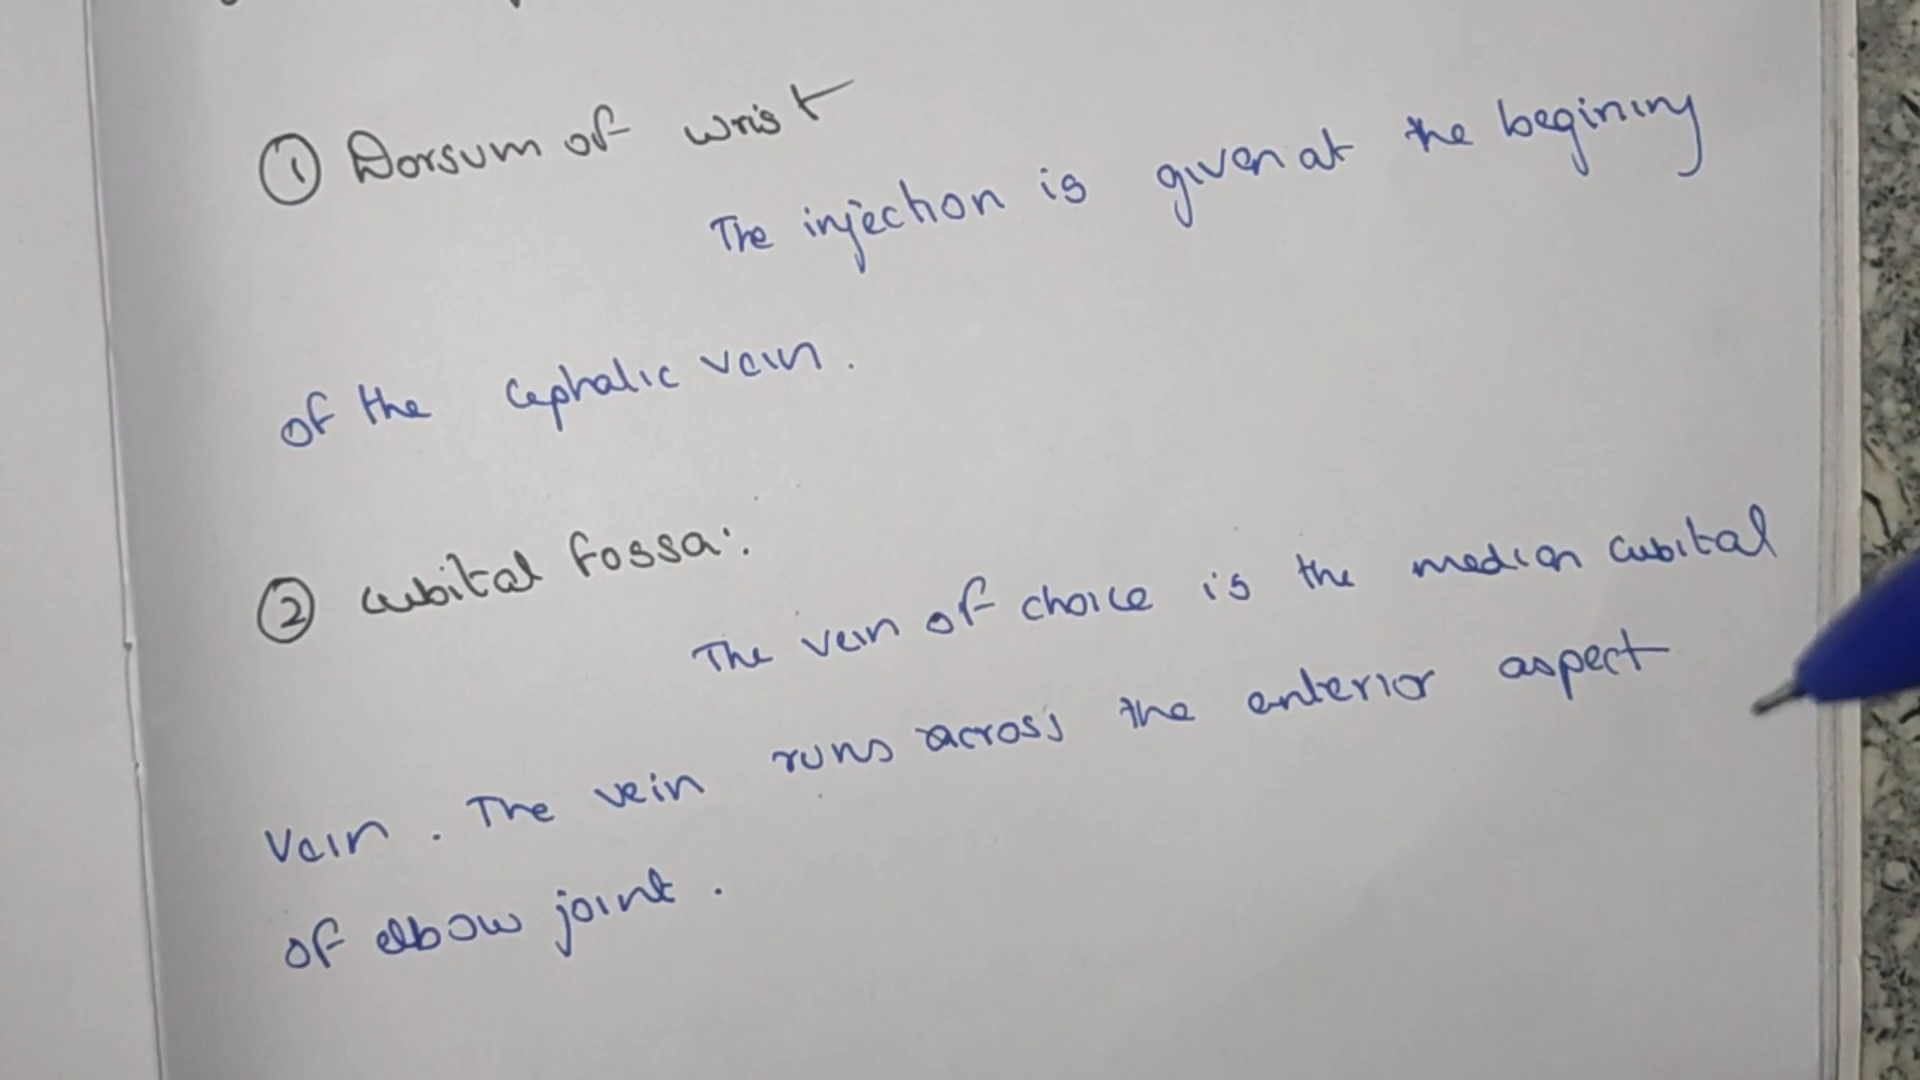 ① Dorsum of wrist
The injection is given at the begining
of the cephalic vein.
② cubital fossa:.
The vein of choice is the median cubital
vein. The vein runs across the anterior aspect
of elbow joint.